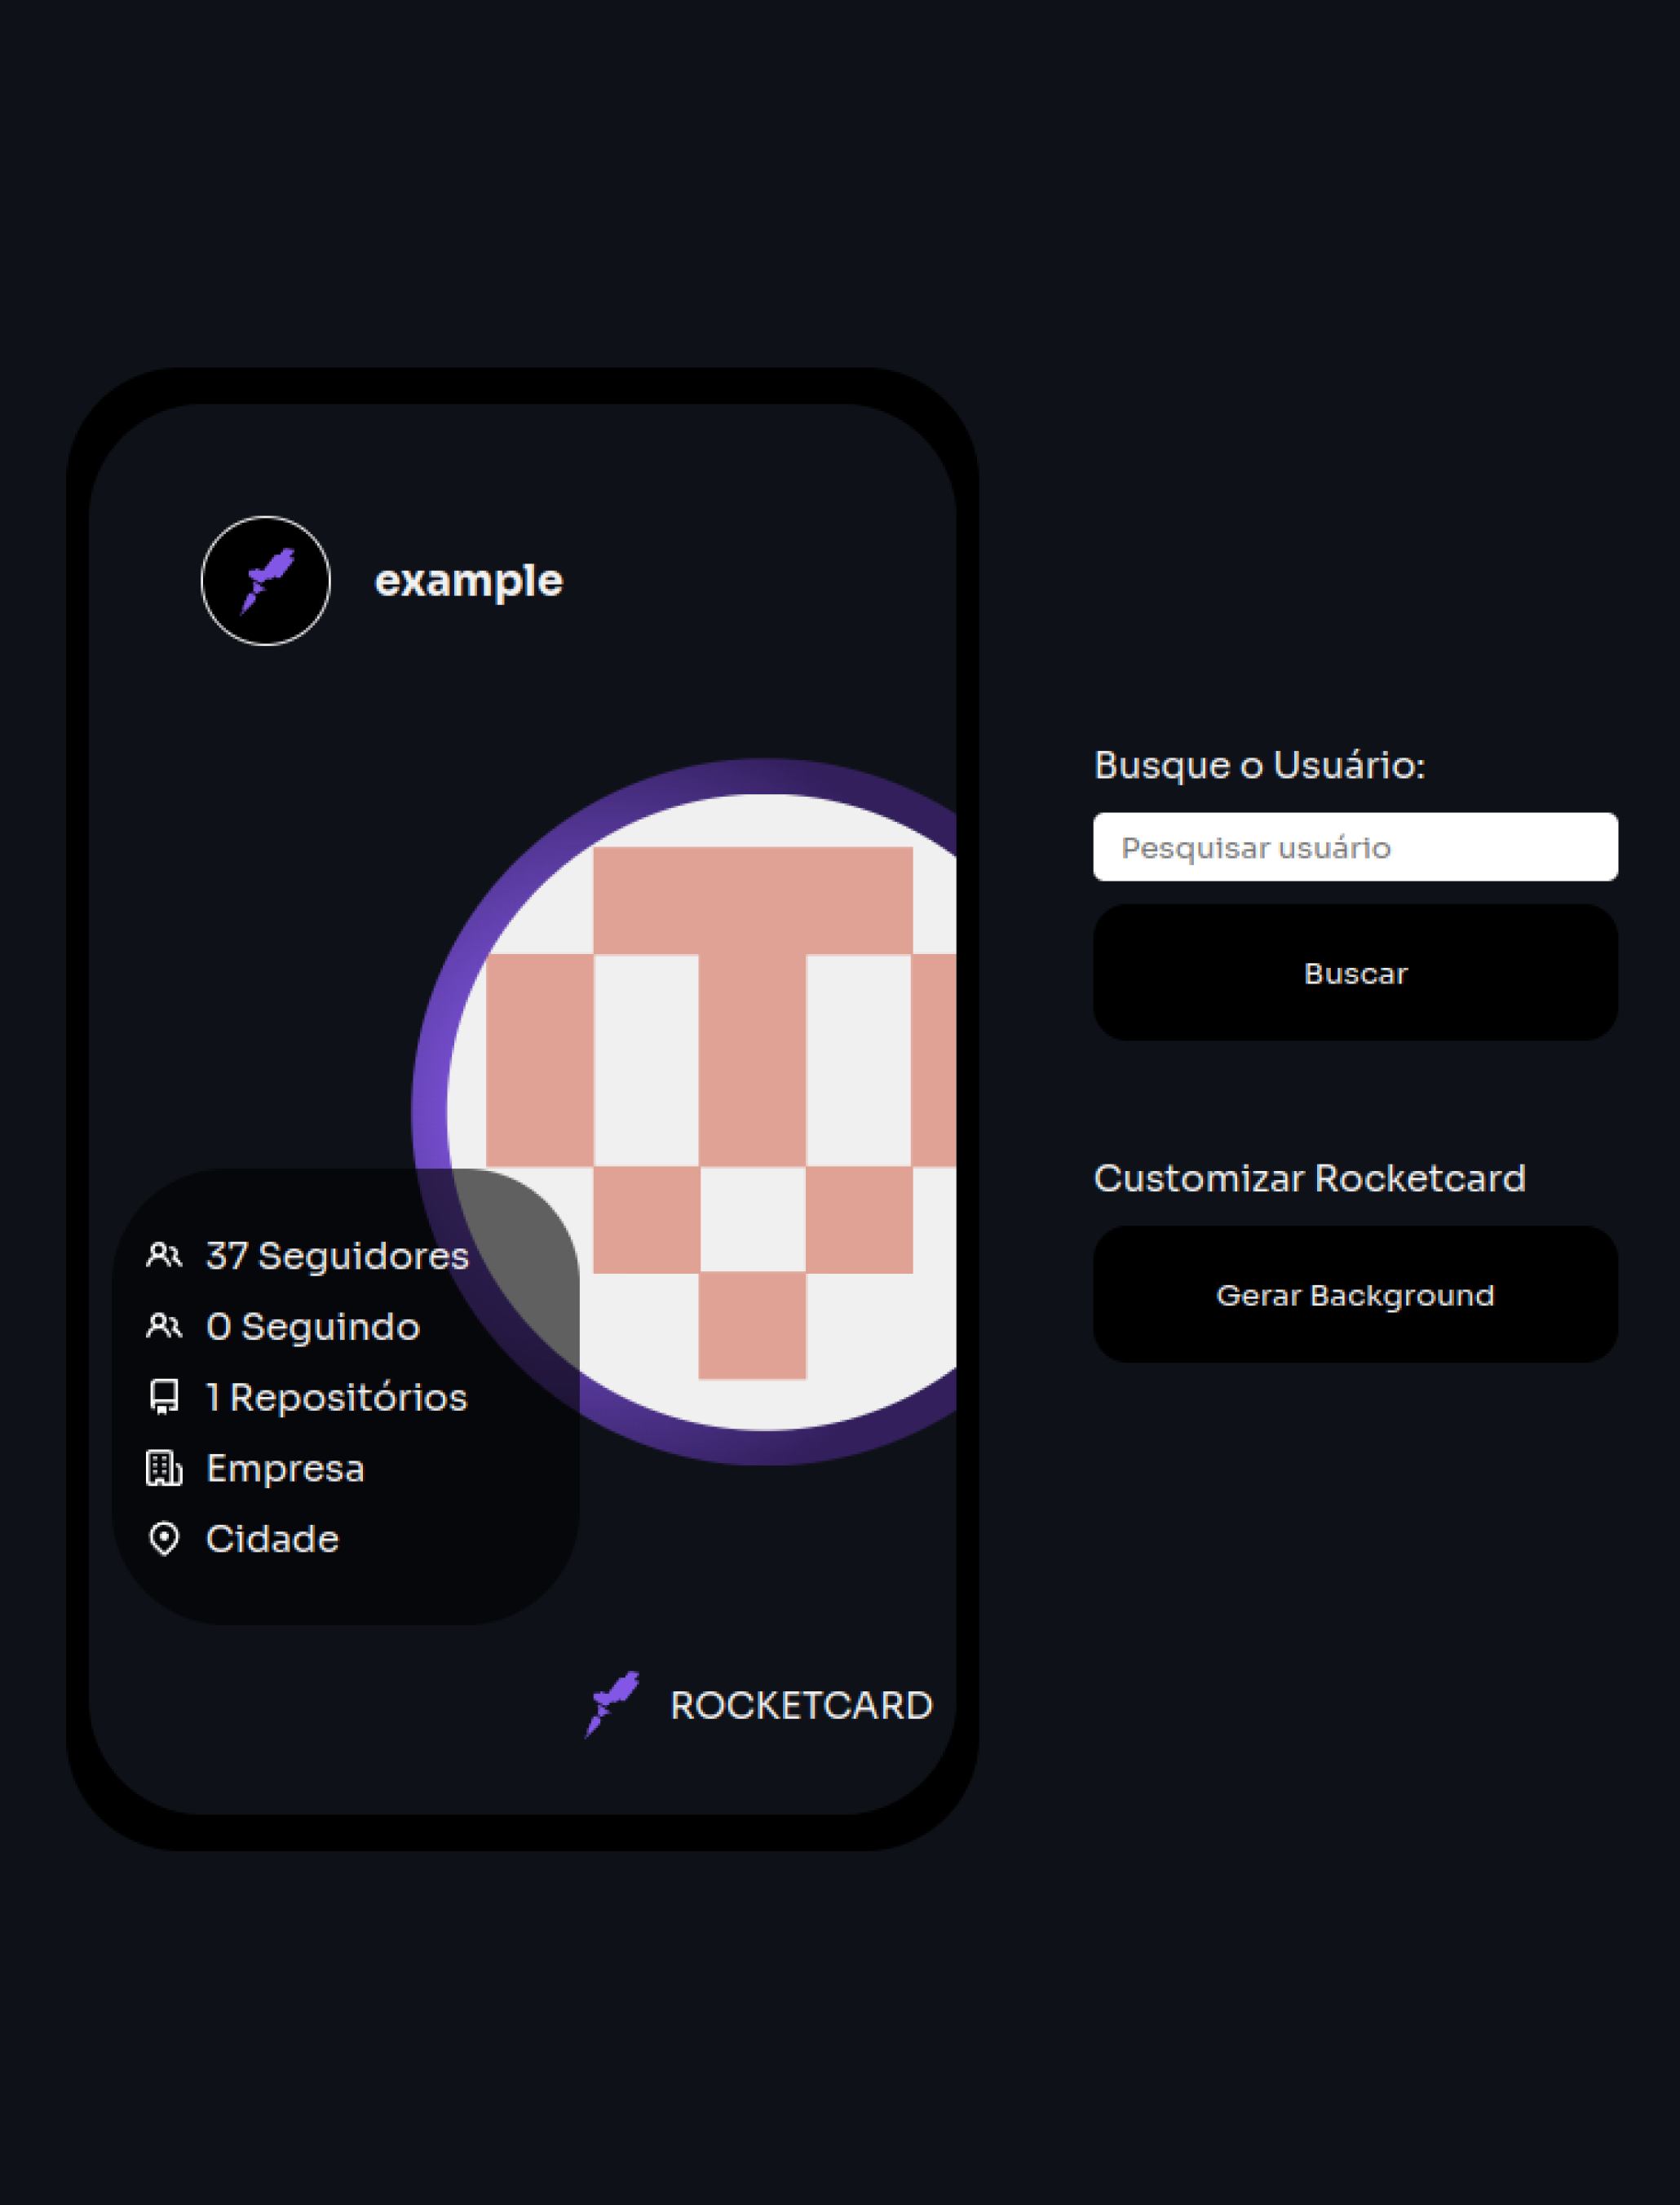 example
37 Seguidores
0 Seguindo
1 Repositórios
Empresa
Cidade
ROCKETCARD
Busque o Usuário:
Pesquisar usuário
Buscar
Customizar Rocketcard
Gerar Background